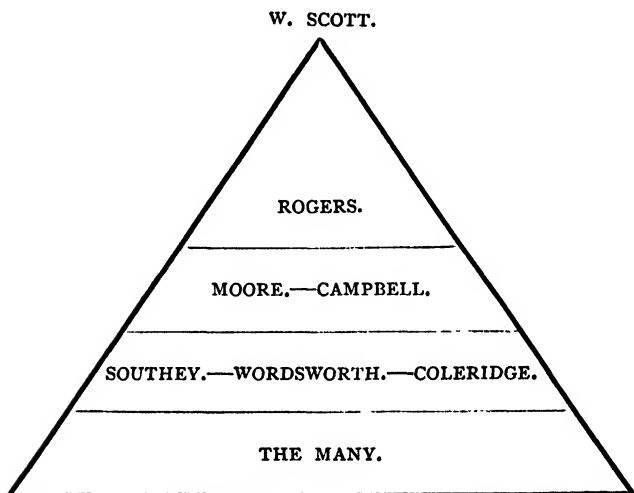 W. SCOTT.
ROGERS.
MOORE.—CAMPBELL.
SOUTHEY.—WORDSWORTH.—COLERIDGE.
THE MANY.